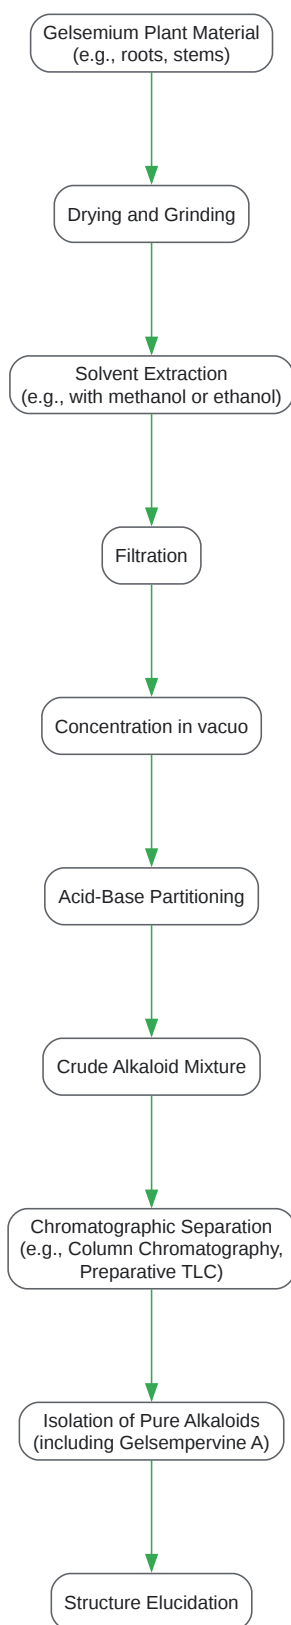 Gelsemium Plant Material
(e.g., roots, stems)
Drying and Grinding
Solvent Extraction
(e.g., with methanol or ethanol)
Filtration
Concentration in vacuo
Acid-Base Partitioning
Crude Alkaloid Mixture
Chromatographic Separation
(e.g., Column Chromatography,
Preparative TLC)
Isolation of Pure Alkaloids
(including Gelsempervine A)
Structure Elucidation